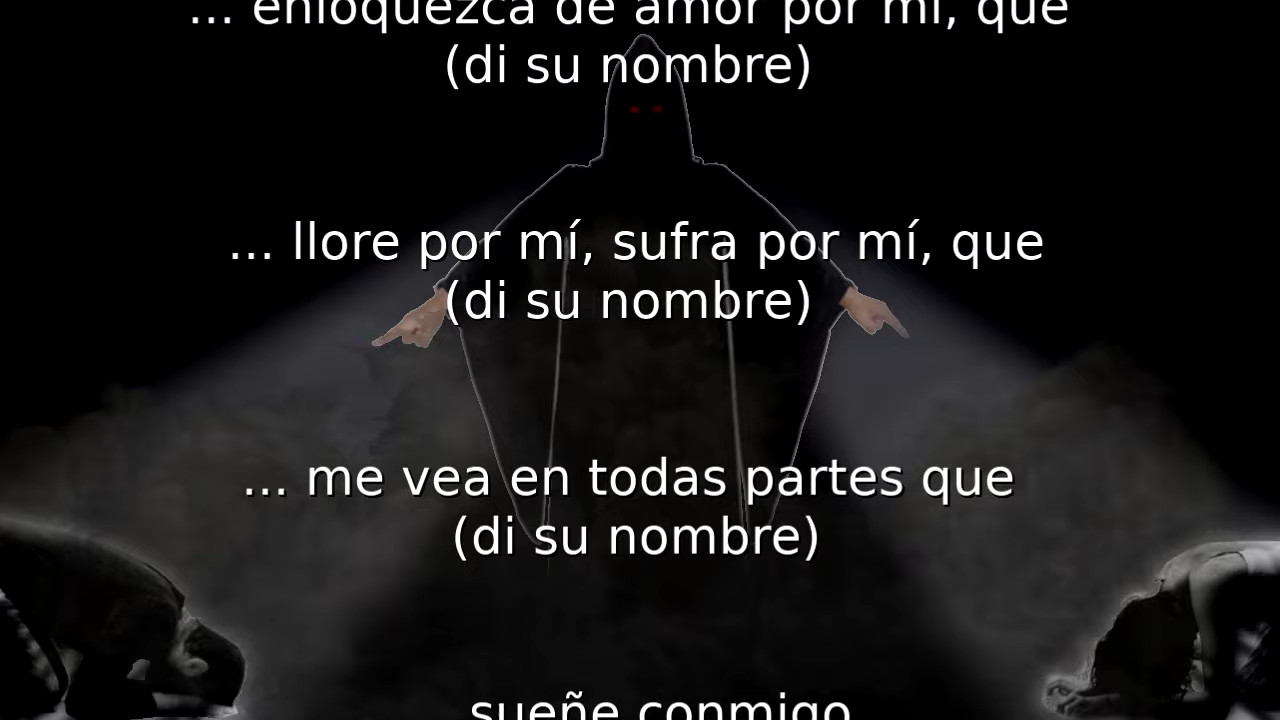 ... enloquezca de amor por mí, que
(di su nombre)
... llore por mí, sufra por mí, que
(di su nombre)
... me vea en todas partes que
(di su nombre)
sueñe conmigo